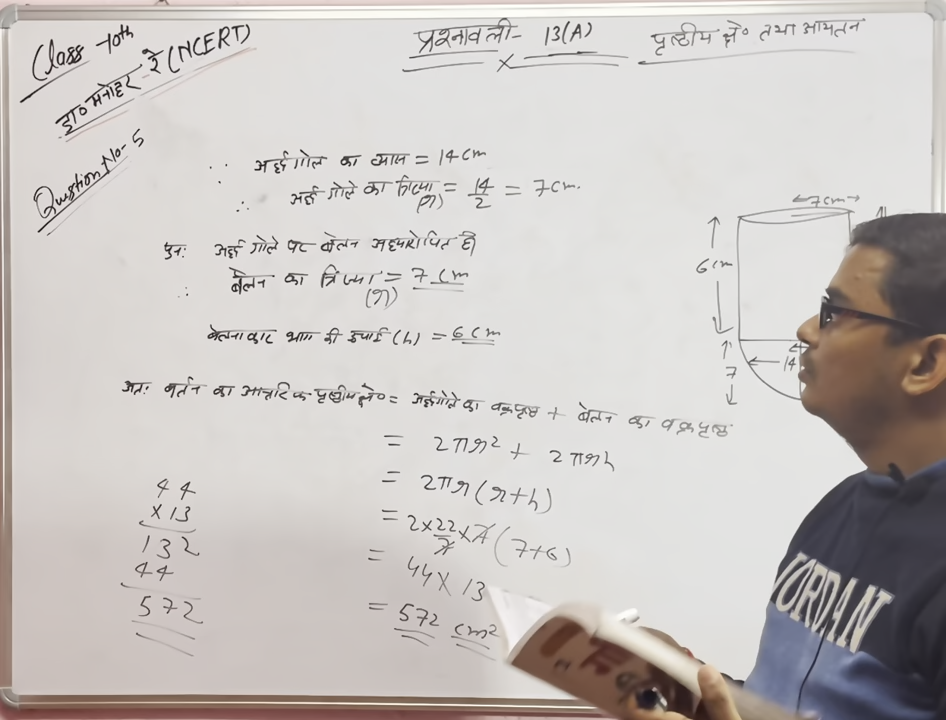 Class 10th
डा० मनोहर रे (NCERT)
Question No- 5
प्रश्नावली- 13(A)
×
पृष्ठीय क्षे० तथा आयतन
∵ अर्द्धगोले का व्यास = 14 cm
∴ अर्द्ध गोले का त्रिज्या (r) = 14/2 = 7 cm.
पुनः अर्द्ध गोले पर बेलन अध्यारोपित है।
∴ बेलन का त्रिज्या (r) = 7 cm
बेलनाकार भाग की ऊंचाई (h) = 6 cm
अतः बर्तन का आन्तरिक पृष्ठीय क्षे० = अर्द्धगोले का वक्रपृष्ठ + बेलन का वक्रपृष्ठ
= 2πr² + 2πrh
= 2πr(r+h)
= 2×22/7×7(7+6)
= 44×13
= 572 cm²
44
×13
132
44
572
7cm
6cm
7
14
JORDAN